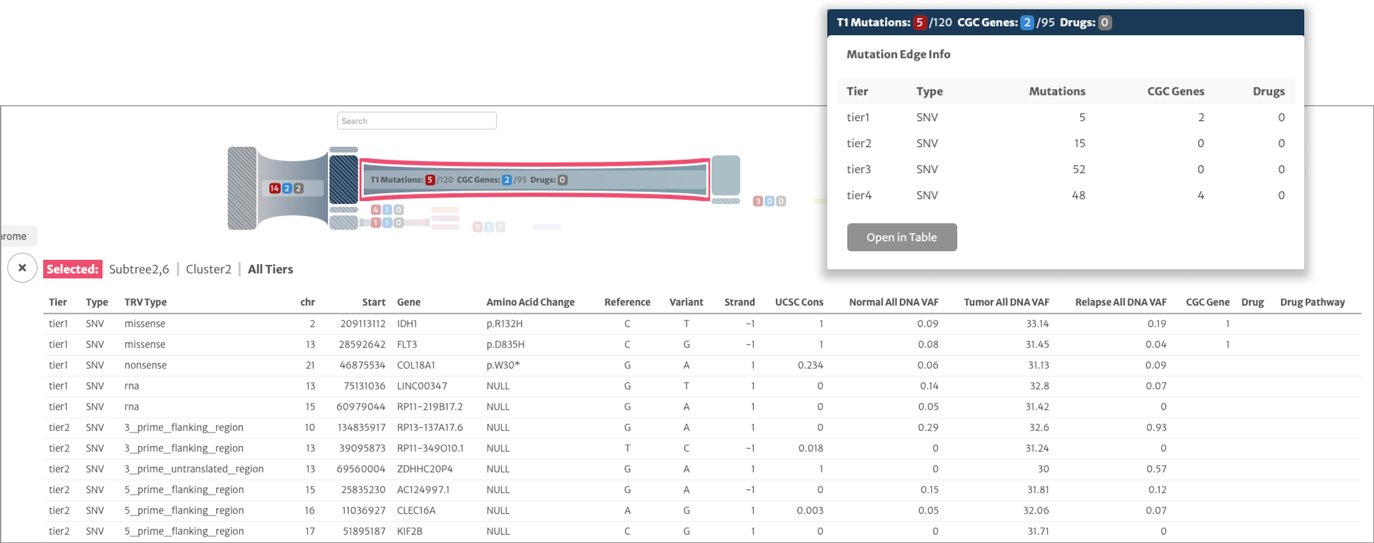 T1 Mutations: 5 /120 CGC Genes: 2 /95 Drugs: 0
Mutation Edge Info
Tier Type Mutations CGC Genes Drugs
tier1 SNV 5 2 0
tier2 SNV 15 0 0
tier3 SNV 52 0 0
tier4 SNV 48 4 0
Open in Table
Search
14 2 2
T1 Mutations: 5 /120 CGC Genes: 2 /95 Drugs: 0
3 0 0
4 1 0
1 1 0
0 1 1
rome
×
Selected: Subtree2,6 | Cluster2 | All Tiers
Tier Type TRV Type chr Start Gene Amino Acid Change Reference Variant Strand UCSC Cons Normal All DNA VAF Tumor All DNA VAF Relapse All DNA VAF CGC Gene Drug Drug Pathway
tier1 SNV missense 2 209113112 IDH1 p.R132H C T -1 1 0.09 33.14 0.19 1
tier1 SNV missense 13 28592642 FLT3 p.D835H C G -1 1 0.08 31.45 0.04 1
tier1 SNV nonsense 21 46875534 COL18A1 p.W30* G A 1 0.234 0.06 31.13 0.09
tier1 SNV rna 13 75131036 LINC00347 NULL G T 1 0 0.14 32.8 0.07
tier1 SNV rna 15 60979044 RP11-219B17.2 NULL G A 1 0 0.05 31.42 0
tier2 SNV 3_prime_flanking_region 10 134835917 RP13-137A17.6 NULL G A 1 0 0.29 32.6 0.93
tier2 SNV 3_prime_flanking_region 13 39095873 RP11-349O10.1 NULL T C -1 0.018 0 31.24 0
tier2 SNV 3_prime_untranslated_region 13 69560004 ZDHHC20P4 NULL G A 1 1 0 30 0.57
tier2 SNV 5_prime_flanking_region 15 25835230 AC124997.1 NULL G A -1 0 0.15 31.81 0.12
tier2 SNV 5_prime_flanking_region 16 11036927 CLEC16A NULL A G 1 0.003 0.05 32.06 0.07
tier2 SNV 5_prime_flanking_region 17 51895187 KIF2B NULL C G 1 0 0 31.71 0